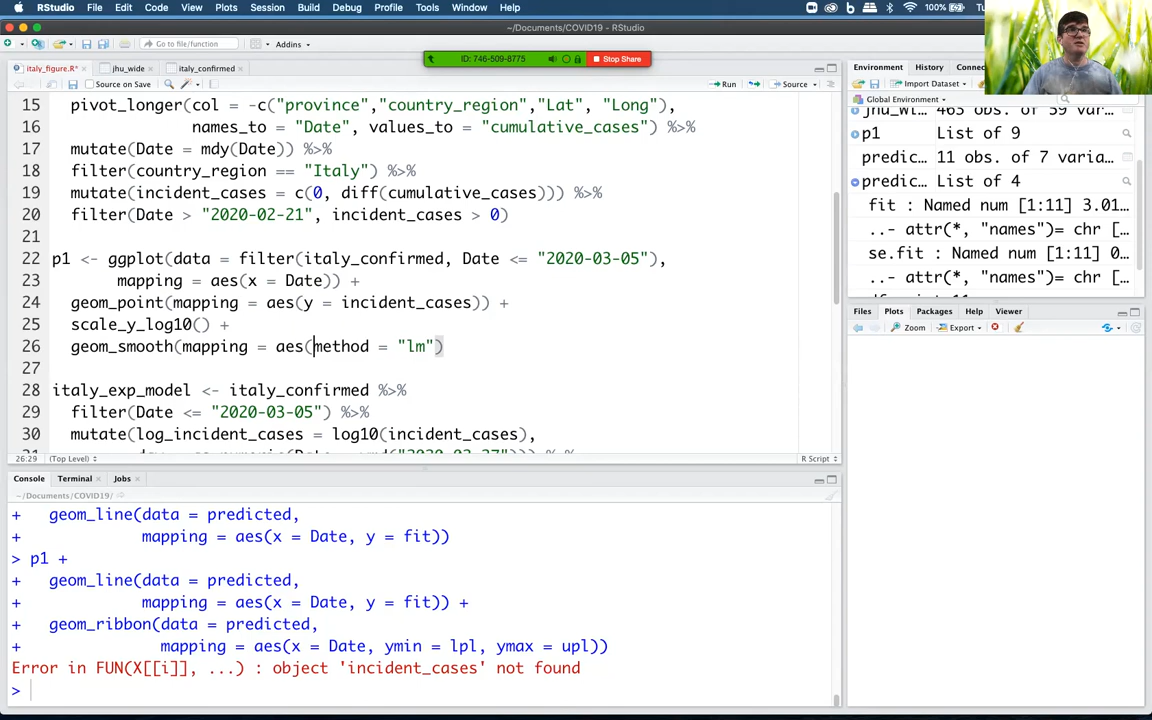 RStudio File Edit Code View Plots Session Build Debug Profile Tools Window Help 100%
~/Documents/COVID19 - RStudio
Go to file/function Addins
ID: 746-509-8775 Stop Share
italy_figure.R* jhu_wide italy_confirmed
Source on Save Run Source
15 pivot_longer(col = -c("province","country_region","Lat", "Long"),
16 names_to = "Date", values_to = "cumulative_cases") %>%
17 mutate(Date = mdy(Date)) %>%
18 filter(country_region == "Italy") %>%
19 mutate(incident_cases = c(0, diff(cumulative_cases))) %>%
20 filter(Date > "2020-02-21", incident_cases > 0)
21
22 p1 <- ggplot(data = filter(italy_confirmed, Date <= "2020-03-05"),
23 mapping = aes(x = Date)) +
24 geom_point(mapping = aes(y = incident_cases)) +
25 scale_y_log10() +
26 geom_smooth(mapping = aes(method = "lm")
27
28 italy_exp_model <- italy_confirmed %>%
29 filter(Date <= "2020-03-05") %>%
30 mutate(log_incident_cases = log10(incident_cases),
26:29 (Top Level) R Script
Console Terminal Jobs
~/Documents/COVID19/
+ geom_line(data = predicted,
+ mapping = aes(x = Date, y = fit))
> p1 +
+ geom_line(data = predicted,
+ mapping = aes(x = Date, y = fit)) +
+ geom_ribbon(data = predicted,
+ mapping = aes(x = Date, ymin = lpl, ymax = upl))
Error in FUN(X[[i]], ...) : object 'incident_cases' not found
>
Environment History
Import Dataset
Global Environment
p1 List of 9
predic… 11 obs. of 7 varia…
predic… List of 4
fit : Named num [1:11] 3.01…
..- attr(*, "names")= chr […
se.fit : Named num [1:11] 0…
..- attr(*, "names")= chr […
Files Plots Packages Help Viewer
Zoom Export